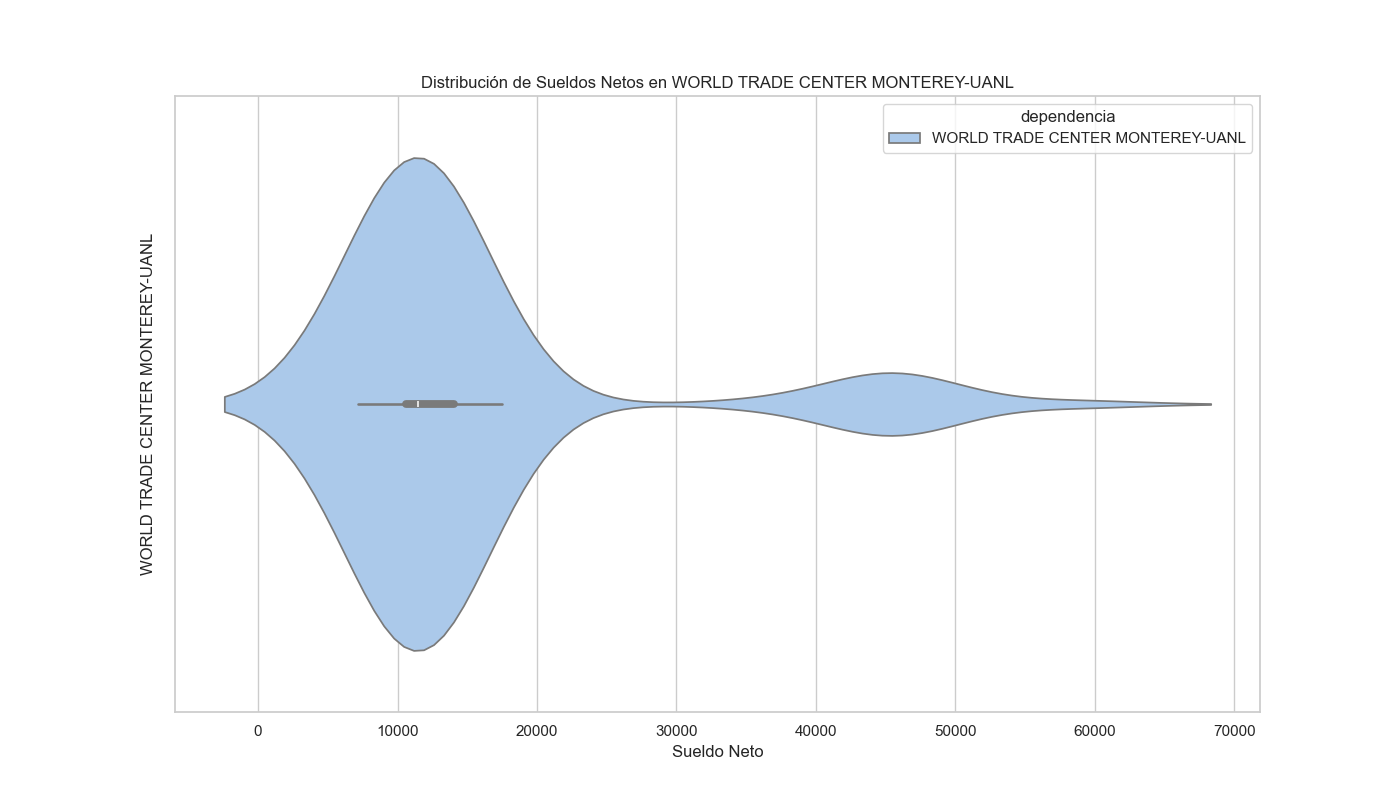 Distribución de Sueldos Netos en WORLD TRADE CENTER MONTEREY-UANL
dependencia
WORLD TRADE CENTER MONTEREY-UANL
WORLD TRADE CENTER MONTEREY-UANL
0
10000
20000
30000
40000
50000
60000
70000
Sueldo Neto